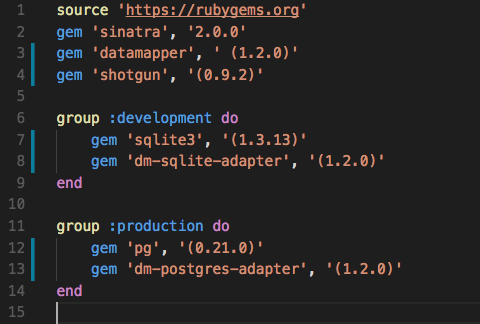 1 source 'https://rubygems.org'
2 gem 'sinatra', '2.0.0'
3 gem 'datamapper', ' (1.2.0)'
4 gem 'shotgun', '(0.9.2)'
5
6 group :development do
7 gem 'sqlite3', '(1.3.13)'
8 gem 'dm-sqlite-adapter', '(1.2.0)'
9 end
10
11 group :production do
12 gem 'pg', '(0.21.0)'
13 gem 'dm-postgres-adapter', '(1.2.0)'
14 end
15